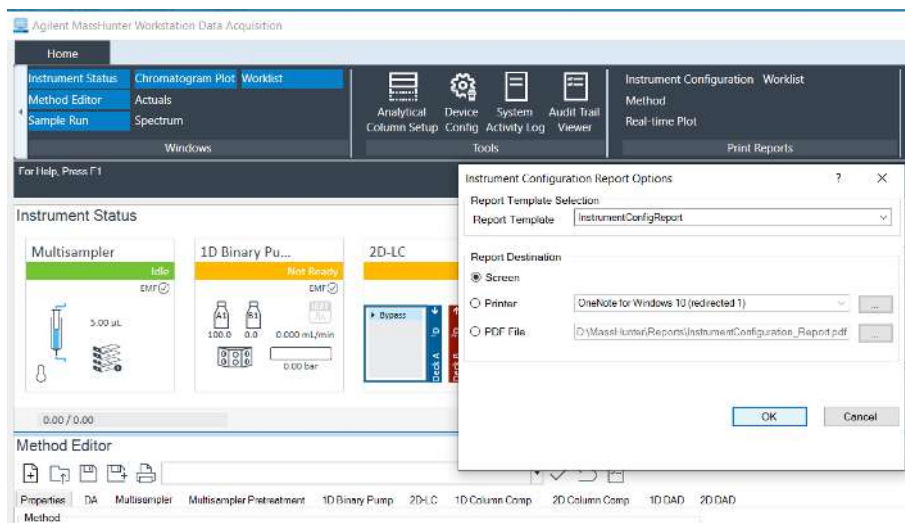 Agilent MassHunter Workstation Data Acquisition
Home
Instrument Status Chromatogram Plot Worklist
Method Editor Actuals
Sample Run Spectrum
Windows
Analytical Column Setup
Device Config
System Activity Log
Audit Trail Viewer
Tools
Instrument Configuration Worklist
Method
Real-time Plot
Print Reports
For Help, Press F1
Instrument Status
Multisampler
Idle
EMF
5.00 µL
1D Binary Pu...
Not Ready
EMF
A1 B1
100.0 0.0 0.000 mL/min
0.00 bar
2D-LC
Bypass
Deck A
0.00 / 0.00
Instrument Configuration Report Options ? X
Report Template Selection
Report Template InstrumentConfigReport
Report Destination
Screen
Printer OneNote for Windows 10 (redirected 1) ...
PDF File D:\MassHunter\Reports\InstrumentConfiguration_Report.pdf ...
OK Cancel
Method Editor
Properties DA Multisampler Multisampler Pretreatment 1D Binary Pump 2D-LC 1D Column Comp 2D Column Comp 1D DAD 2D DAD
Method